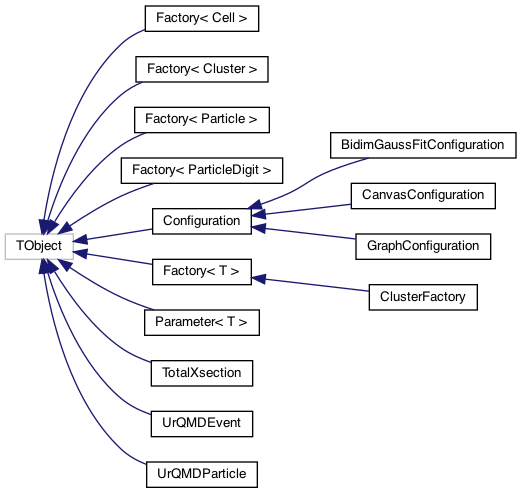 Factory< Cell >
Factory< Cluster >
Factory< Particle >
Factory< ParticleDigit >
BidimGaussFitConfiguration
CanvasConfiguration
Configuration
GraphConfiguration
TObject
Factory< T >
ClusterFactory
Parameter< T >
TotalXsection
UrQMDEvent
UrQMDParticle